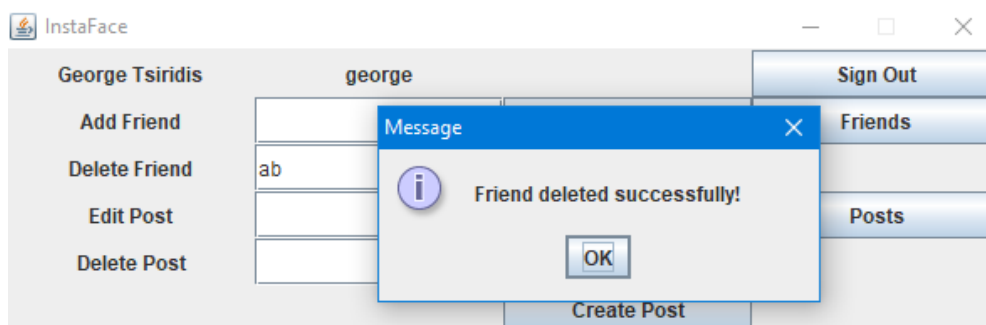 InstaFace
George Tsiridis george Sign Out
Add Friend Friends
Message
Delete Friend ab
Friend deleted successfully!
Edit Post Posts
OK
Delete Post
Create Post